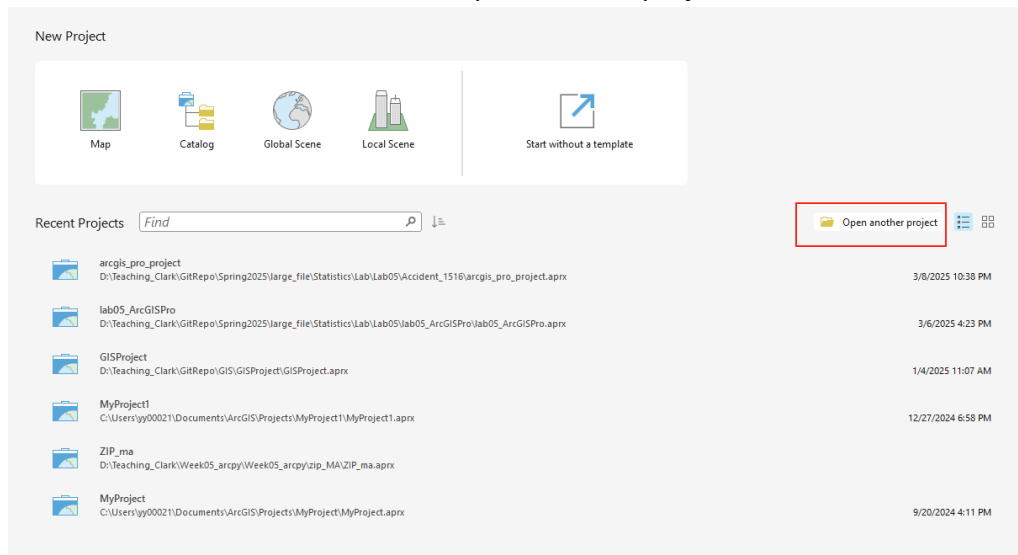 New Project
Map
Catalog
Global Scene
Local Scene
Start without a template
Recent Projects
Find
Open another project
arcgis_pro_project
D:\Teaching_Clark\GitRepo\Spring2025\large_file\Statistics\Lab\Lab05\Accident_1516\arcgis_pro_project.aprx
3/8/2025 10:38 PM
lab05_ArcGISPro
D:\Teaching_Clark\GitRepo\Spring2025\large_file\Statistics\Lab\Lab05\lab05_ArcGISPro\lab05_ArcGISPro.aprx
3/6/2025 4:23 PM
GISProject
D:\Teaching_Clark\GitRepo\GIS\GISProject\GISProject.aprx
1/4/2025 11:07 AM
MyProject1
C:\Users\yy00021\Documents\ArcGIS\Projects\MyProject1\MyProject1.aprx
12/27/2024 6:58 PM
ZIP_ma
D:\Teaching_Clark\Week05_arcpy\Week05_arcpy\zip_MA\ZIP_ma.aprx
MyProject
C:\Users\yy00021\Documents\ArcGIS\Projects\MyProject\MyProject.aprx
9/20/2024 4:11 PM